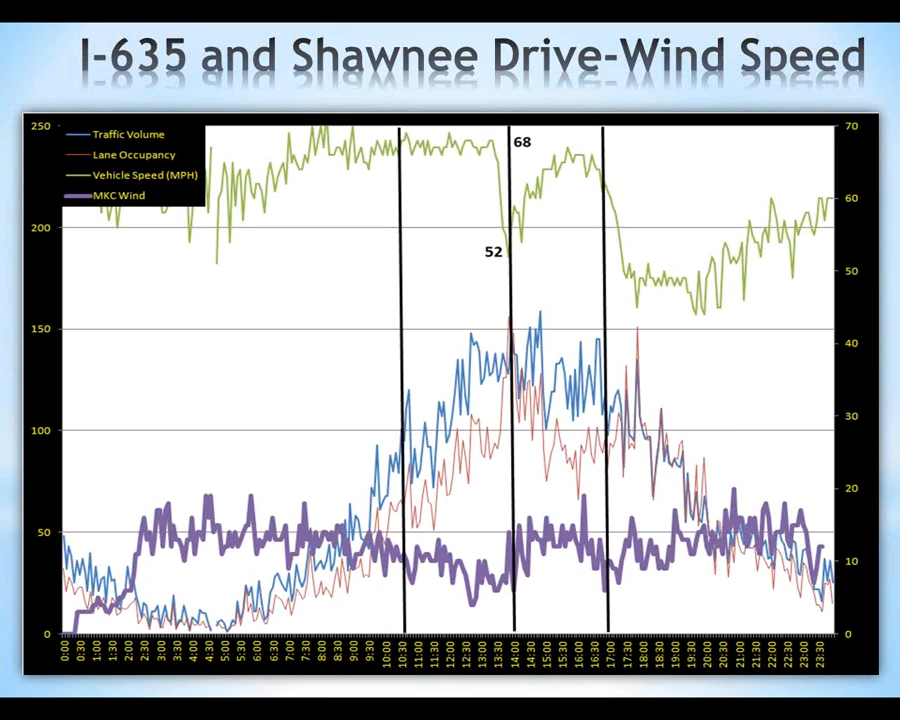 I-635 and Shawnee Drive-Wind Speed
250
200
150
100
50
0
Traffic Volume
Lane Occupancy
Vehicle Speed (MPH)
MKC Wind
68
52
70
60
50
40
30
20
10
0
0:00 0:30 1:00 1:30 2:00 2:30 3:00 3:30 4:00 4:30 5:00 5:30 6:00 6:30 7:00 7:30 8:00 8:30 9:00 9:30 10:00 10:30 11:00 11:30 12:00 12:30 13:00 13:30 14:00 14:30 15:00 15:30 16:00 16:30 17:00 17:30 18:00 18:30 19:00 19:30 20:00 20:30 21:00 21:30 22:00 22:30 23:00 23:30